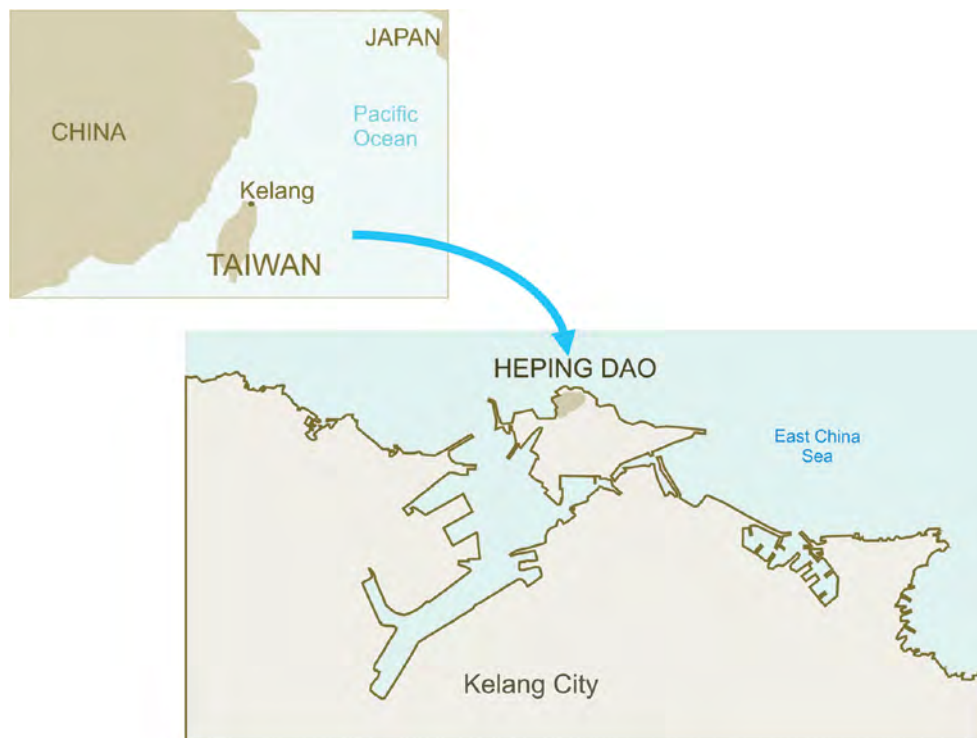 JAPAN
CHINA
Pacific
Ocean
Kelang
TAIWAN
HEPING DAO
East China
Sea
Kelang City